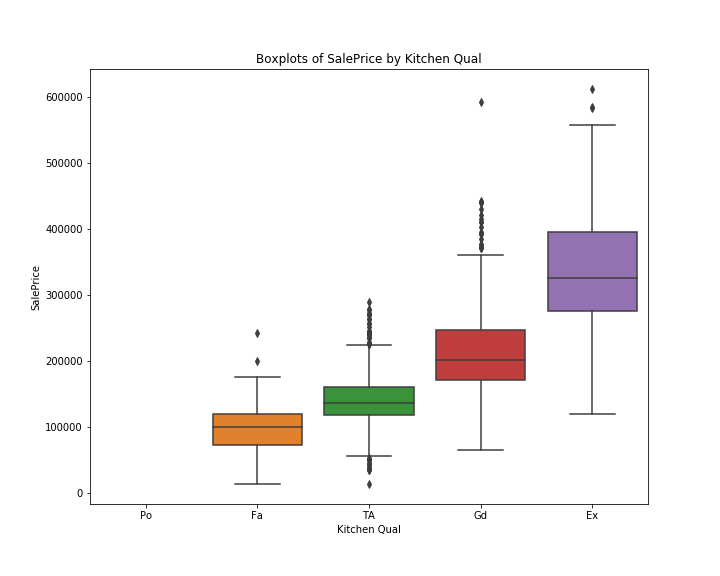 Boxplots of SalePrice by Kitchen Qual
600000
500000
400000
300000
200000
100000
0
SalePrice
Po Fa TA Gd Ex
Kitchen Qual